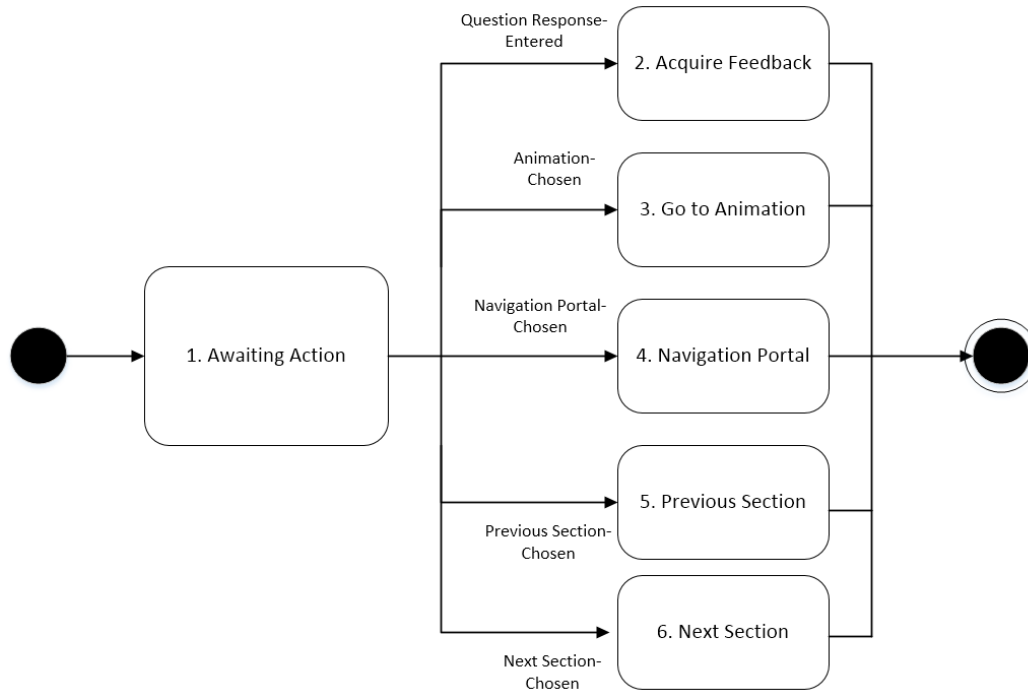 Question Response-
Entered
2. Acquire Feedback
Animation-
Chosen
3. Go to Animation
Navigation Portal-
Chosen
1. Awaiting Action
4. Navigation Portal
5. Previous Section
Previous Section-
Chosen
6. Next Section
Next Section-
Chosen